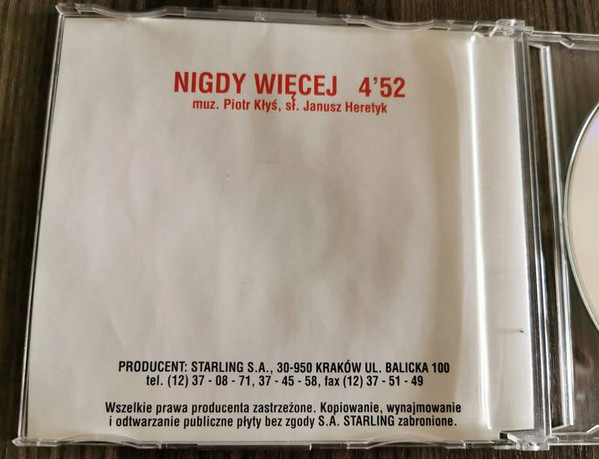 NIGDY WIĘCEJ 4'52
muz. Piotr Kłyś, sł. Janusz Heretyk
PRODUCENT: STARLING S.A., 30-950 KRAKÓW UL. BALICKA 100
tel. (12) 37 - 08 - 71, 37 - 45 - 58, fax (12) 37 - 51 - 49
Wszelkie prawa producenta zastrzeżone. Kopiowanie, wynajmowanie
i odtwarzanie publiczne płyty bez zgody S.A. STARLING zabronione.